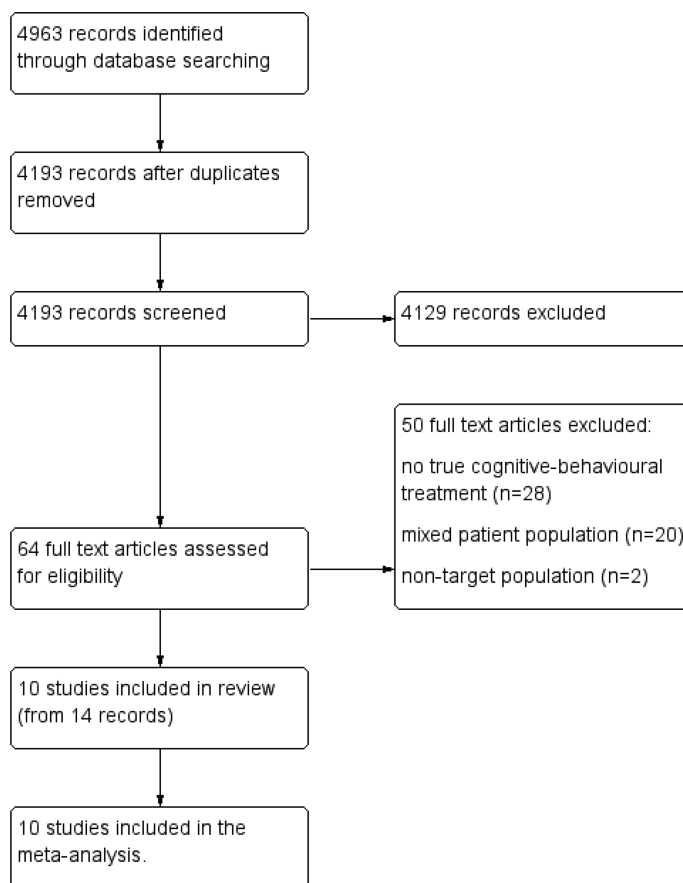 4963 records identified
through database searching
4193 records after duplicates
removed
4193 records screened
4129 records excluded
50 full text articles excluded:
no true cognitive-behavioural
treatment (n=28)
mixed patient population (n=20)
non-target population (n=2)
64 full text articles assessed
for eligibility
10 studies included in review
(from 14 records)
10 studies included in the
meta-analysis.